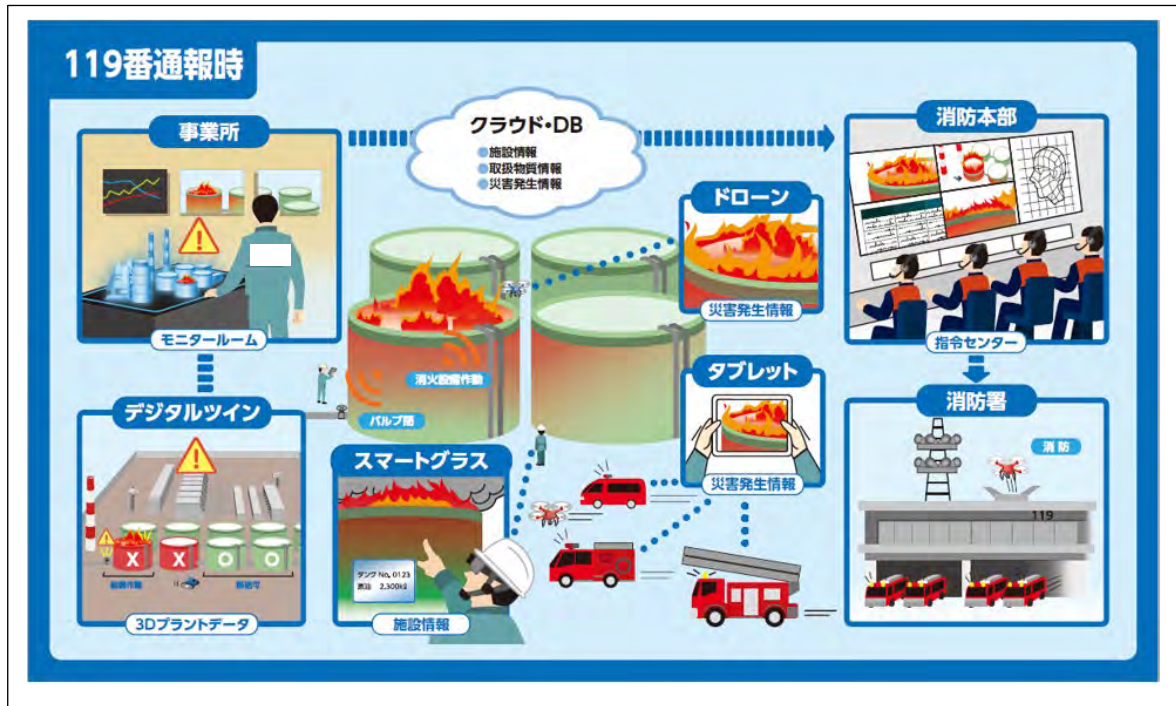 119番通報時
事業所
モニタールーム
クラウド・DB
●施設情報
●取扱物質情報
●災害発生情報
消防本部
指令センター
ドローン
災害発生情報
消火設備作動
バルブ閉
デジタルツイン
X
X
O
O
3Dプラントデータ
スマートグラス
タンク No. 0123
2,300kℓ
施設情報
タブレット
災害発生情報
消防署
消防
119